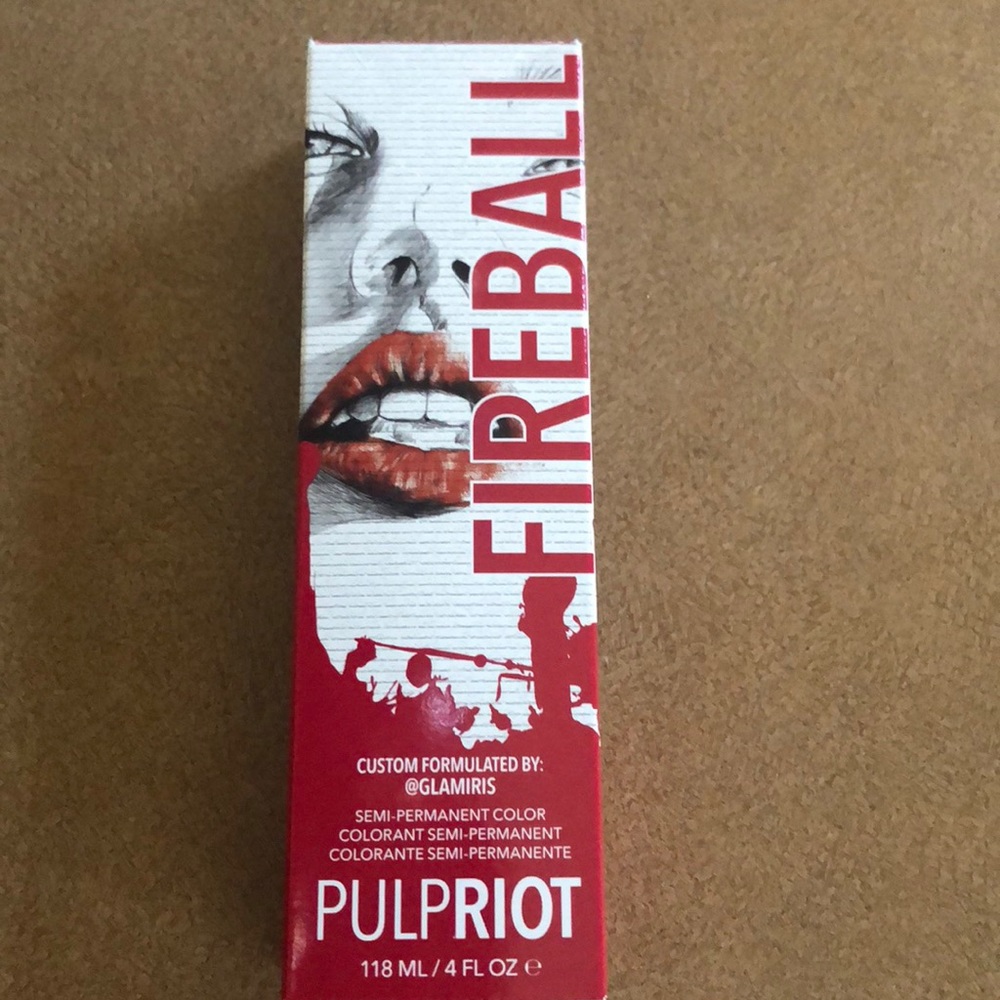 FIREBALL
CUSTOM FORMULATED BY:
@GLAMIRIS
SEMI-PERMANENT COLOR
COLORANT SEMI-PERMANENT
COLORANTE SEMI-PERMANENTE
PULPRIOT
118 ML / 4 FL OZ ℮